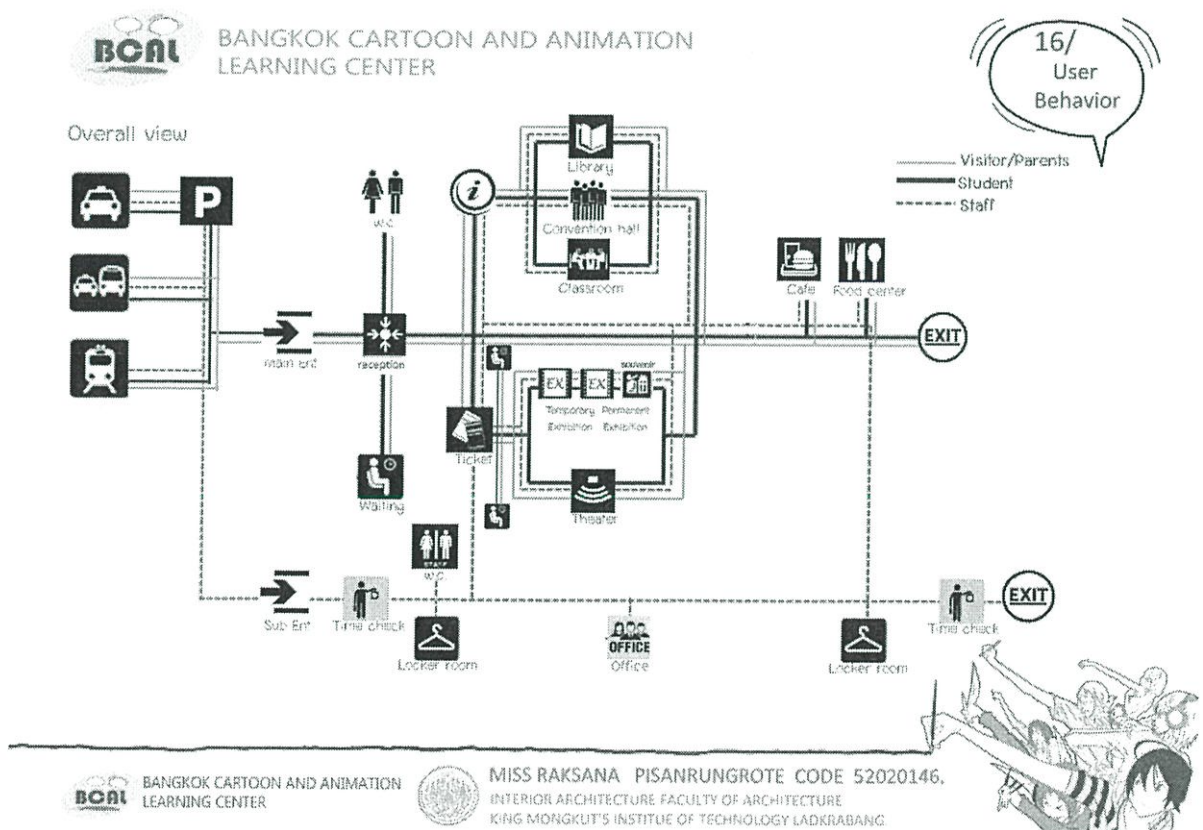 BCAL
BANGKOK CARTOON AND ANIMATION
LEARNING CENTER
16/
User
Behavior
Overall view
Visitor/Parents
Student
Staff
P
W.C.
i
Library
Convention hall
Classroom
Cafe
Food center
Main Ent
reception
EXIT
souvenir
EX
EX
Temporary
Exhibition
Permanent
Exhibition
Ticket
Waiting
Theater
STAFF
W.C.
Sub Ent
Time check
Locker room
OFFICE
Office
Locker room
Time check
EXIT
BCAL
BANGKOK CARTOON AND ANIMATION
LEARNING CENTER
MISS RAKSANA PISANRUNGROTE CODE 52020146.
INTERIOR ARCHITECTURE FACULTY OF ARCHITECTURE
KING MONGKUT'S INSTITUE OF TECHNOLOGY LADKRABANG